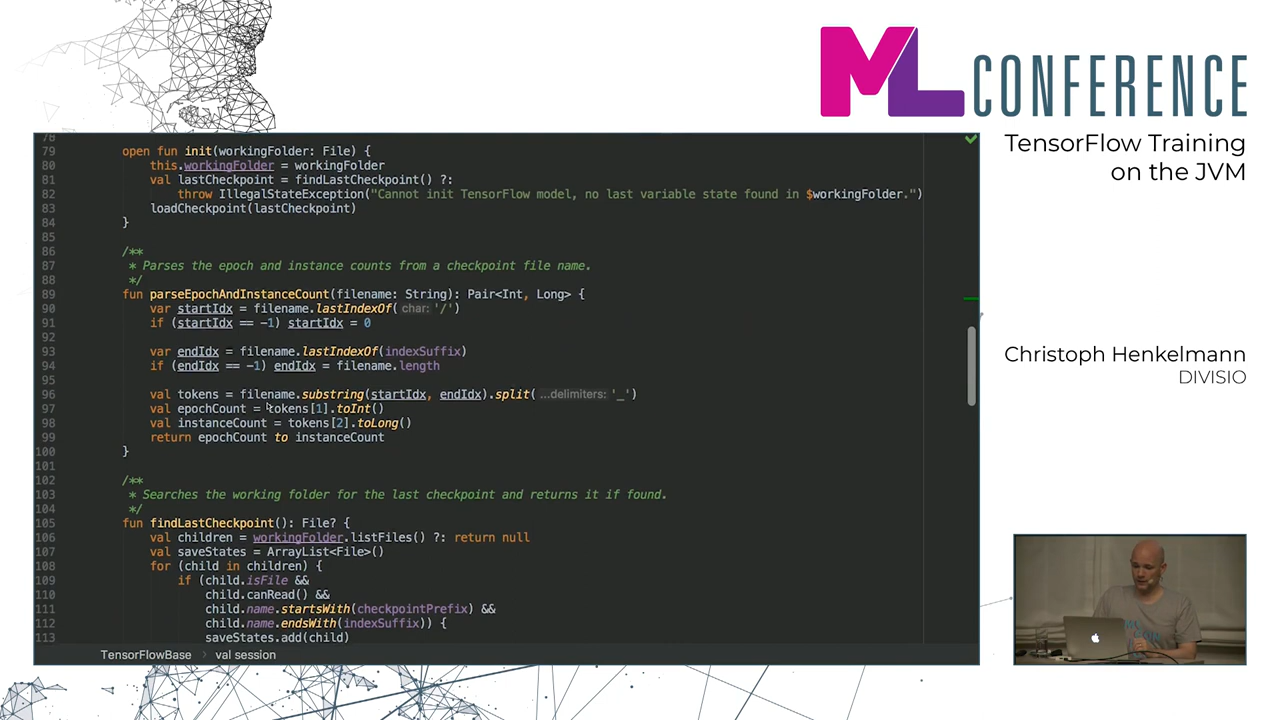 ML CONFERENCE
TensorFlow Training
on the JVM
78
79 open fun init(workingFolder: File) {
80 this.workingFolder = workingFolder
81 val lastCheckpoint = findLastCheckpoint() ?:
82 throw IllegalStateException("Cannot init TensorFlow model, no last variable state found in $workingFolder.")
83 loadCheckpoint(lastCheckpoint)
84 }
85
86 /**
87 * Parses the epoch and instance counts from a checkpoint file name.
88 */
89 fun parseEpochAndInstanceCount(filename: String): Pair<Int, Long> {
90 var startIdx = filename.lastIndexOf( char: '/')
91 if (startIdx == -1) startIdx = 0
92
93 var endIdx = filename.lastIndexOf(indexSuffix)
94 if (endIdx == -1) endIdx = filename.length
95
96 val tokens = filename.substring(startIdx, endIdx).split( ...delimiters: '_')
97 val epochCount = tokens[1].toInt()
98 val instanceCount = tokens[2].toLong()
99 return epochCount to instanceCount
100 }
101
102 /**
103 * Searches the working folder for the last checkpoint and returns it if found.
104 */
105 fun findLastCheckpoint(): File? {
106 val children = workingFolder.listFiles() ?: return null
107 val saveStates = ArrayList<File>()
108 for (child in children) {
109 if (child.isFile &&
110 child.canRead() &&
111 child.name.startsWith(checkpointPrefix) &&
112 child.name.endsWith(indexSuffix)) {
113 saveStates.add(child)
TensorFlowBase › val session
Christoph Henkelmann
DIVISIO